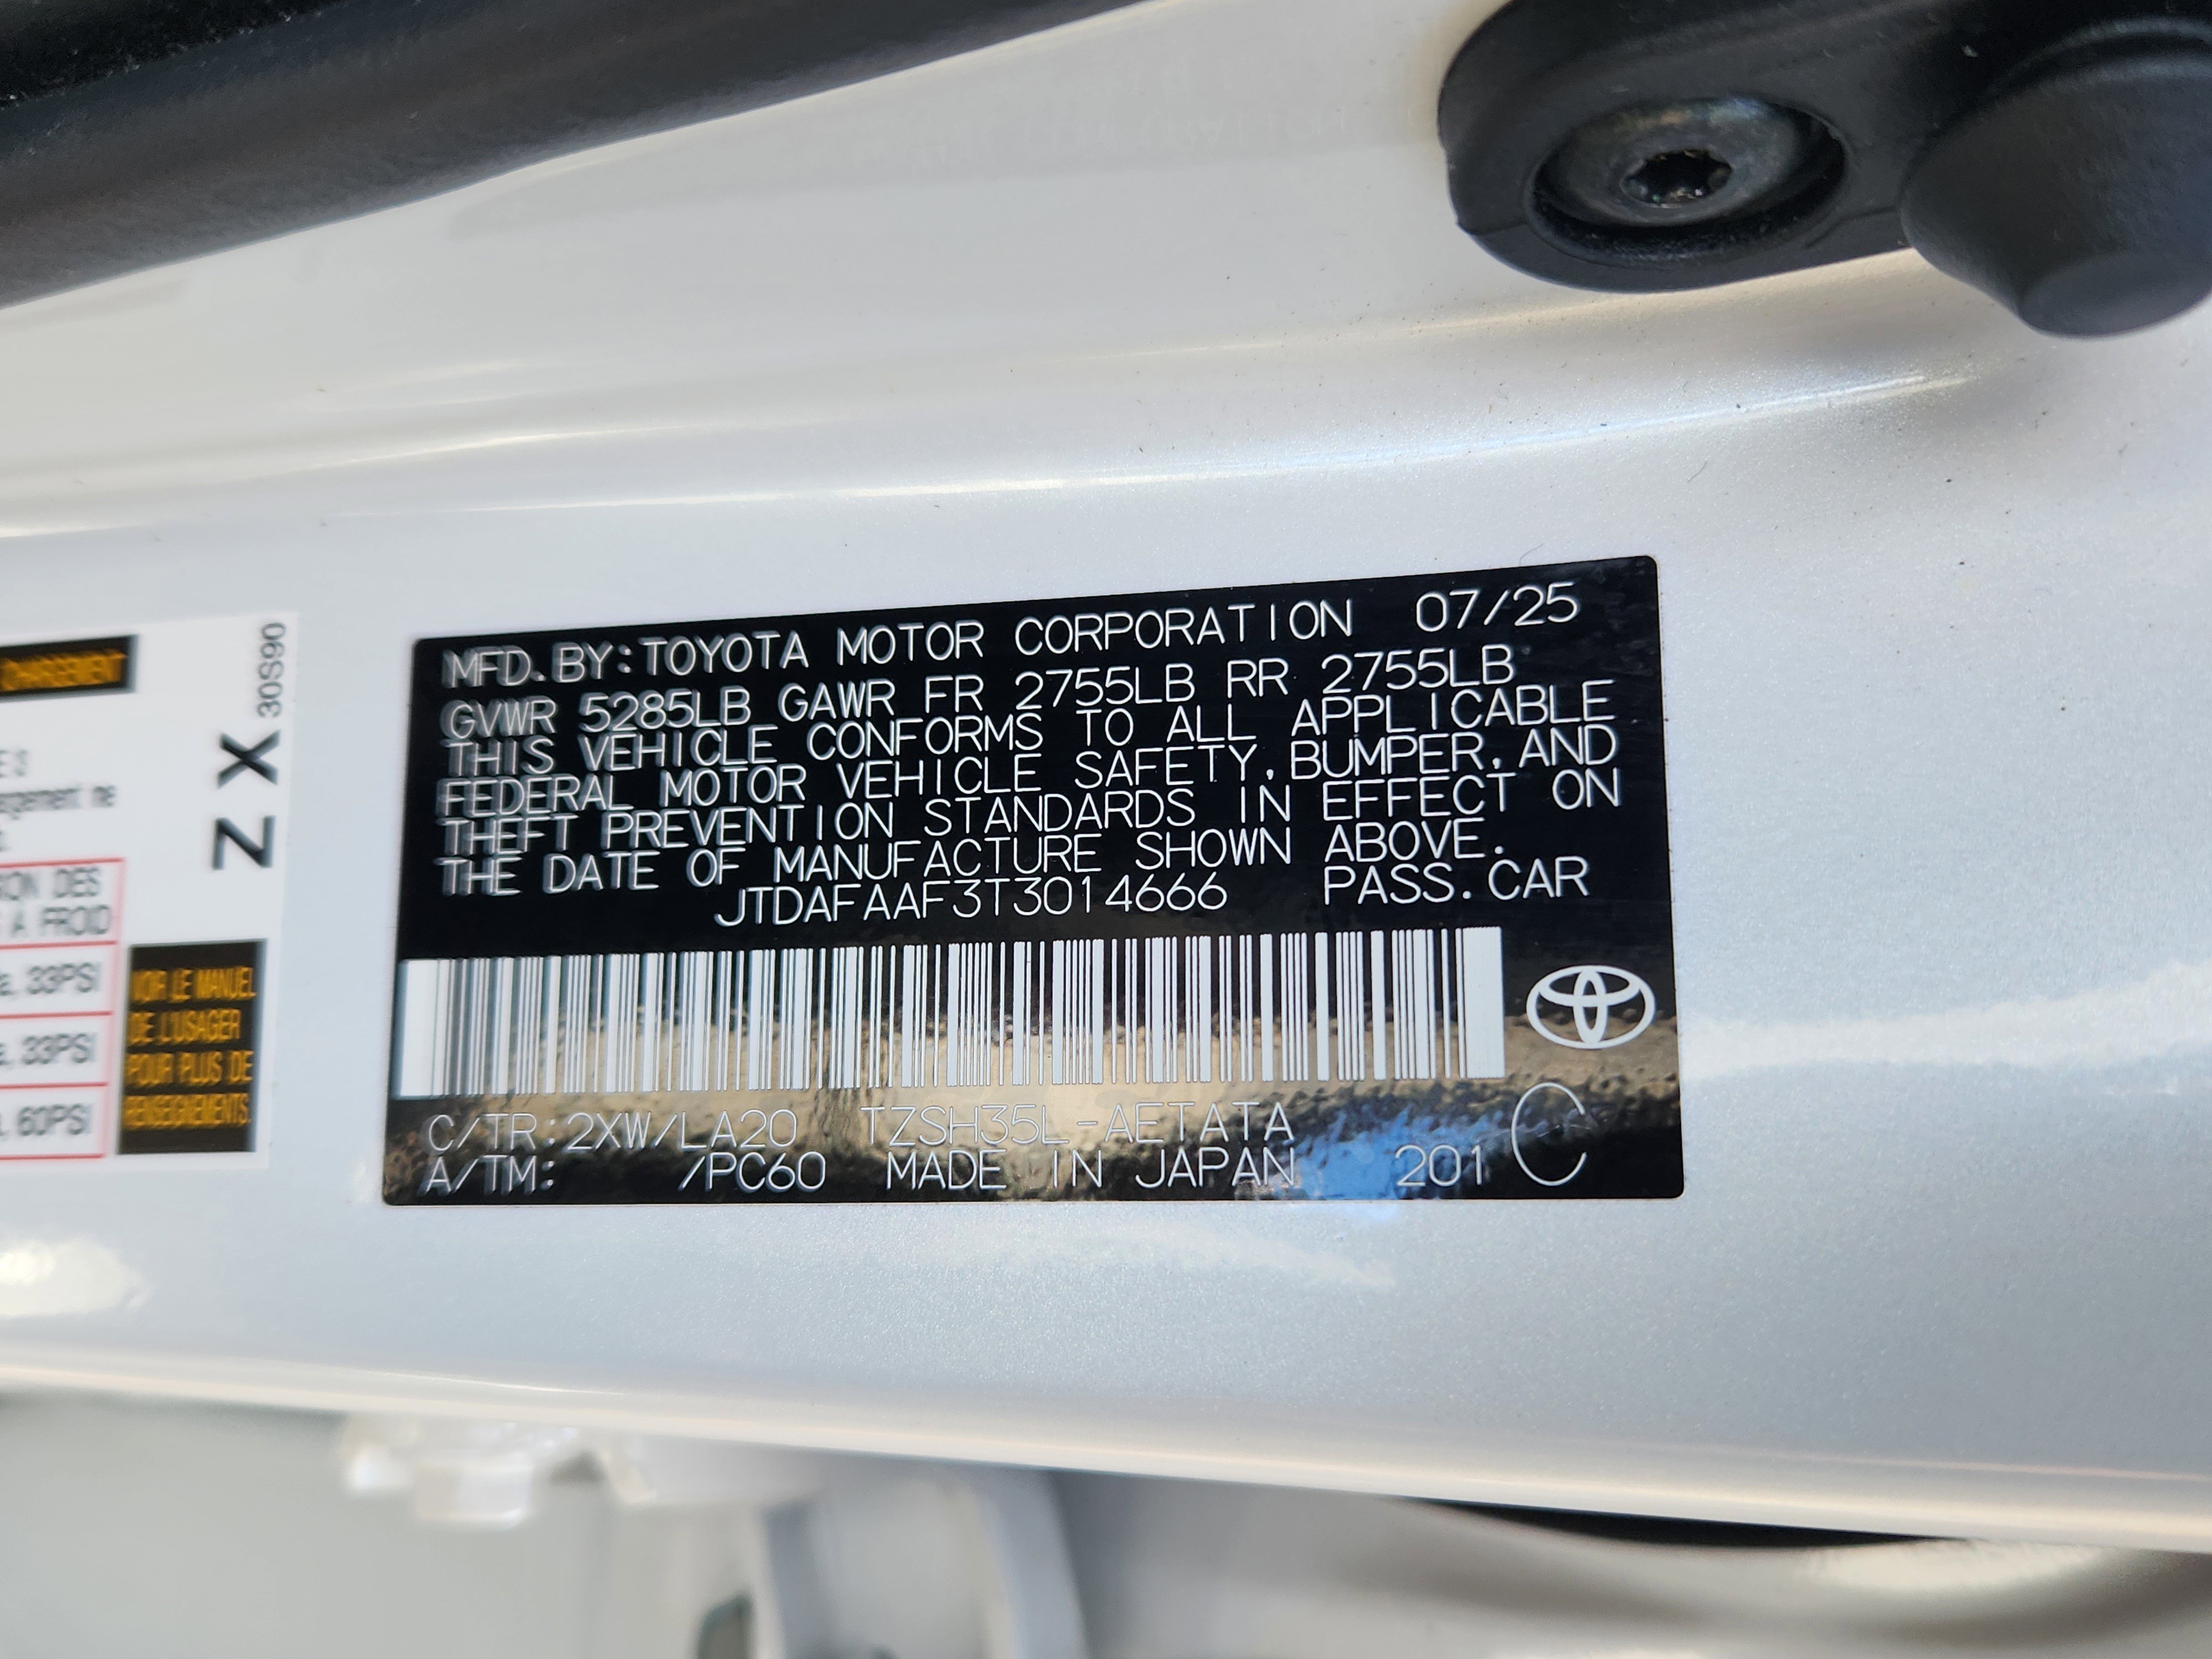 MFD.BY:TOYOTA MOTOR CORPORATION 07/25
GVWR 5285LB GAWR FR 2755LB RR 2755LB
THIS VEHICLE CONFORMS TO ALL APPLICABLE
FEDERAL MOTOR VEHICLE SAFETY,BUMPER,AND
THEFT PREVENTION STANDARDS IN EFFECT ON
THE DATE OF MANUFACTURE SHOWN ABOVE.
JTDAFAAF3T3014666 PASS.CAR
C/TR:2XW/LA20 TZSH35L-AETATA
A/TM: /PC60 MADE IN JAPAN 201 C
ZX
30S90
DES
A FROID
33PSI
33PSI
60PSI
VOIR LE MANUEL
DE L'USAGER
POUR PLUS DE
RENSEIGNEMENTS.